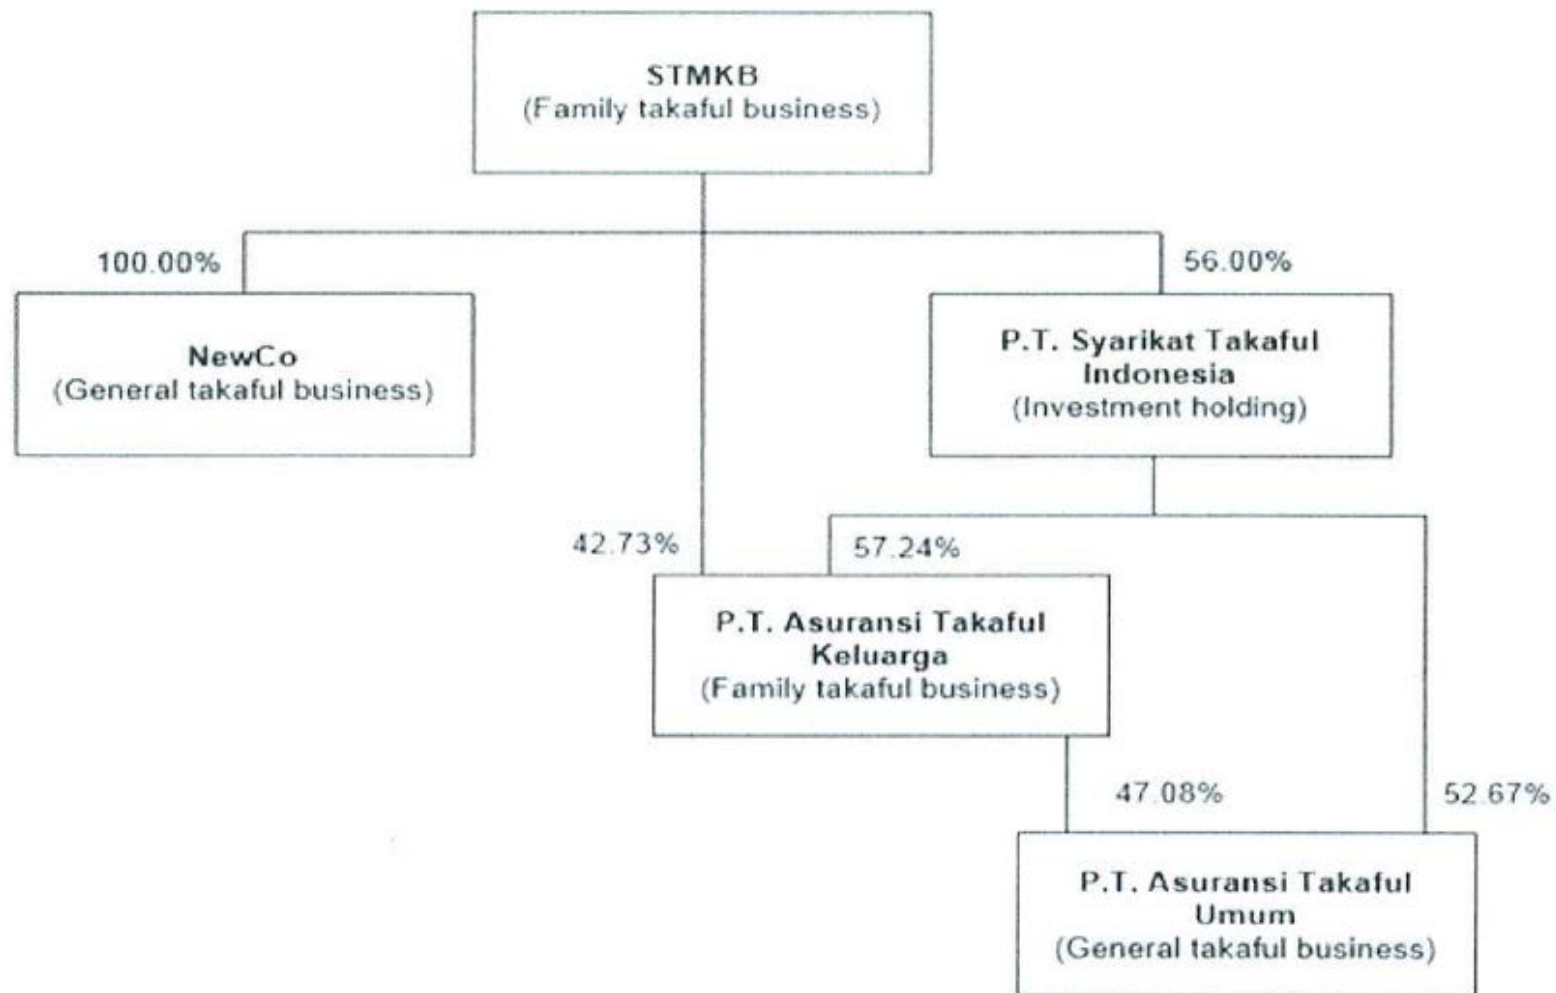 STMKB
(Family takaful business)
100.00%
56.00%
NewCo
(General takaful business)
P.T. Syarikat Takaful
Indonesia
(Investment holding)
42.73%
57.24%
P.T. Asuransi Takaful
Keluarga
(Family takaful business)
47.08%
52.67%
P.T. Asuransi Takaful
Umum
(General takaful business)